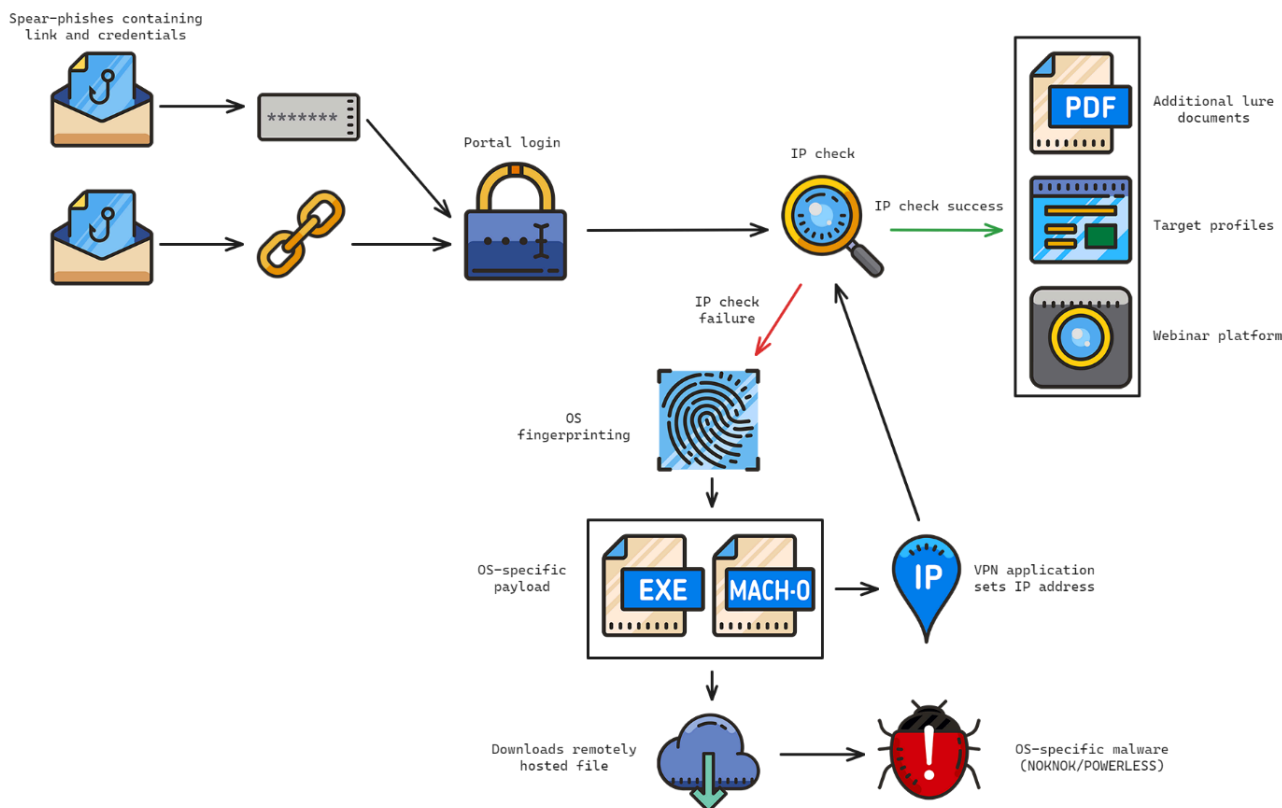 Spear-phishes containing
link and credentials
*******
Portal login
IP check
IP check success
PDF
Additional lure
documents
Target profiles
Webinar platform
IP check
failure
OS
fingerprinting
OS-specific
payload
EXE
MACH-O
IP
VPN application
sets IP address
Downloads remotely
hosted file
!
OS-specific malware
(NOKNOK/POWERLESS)